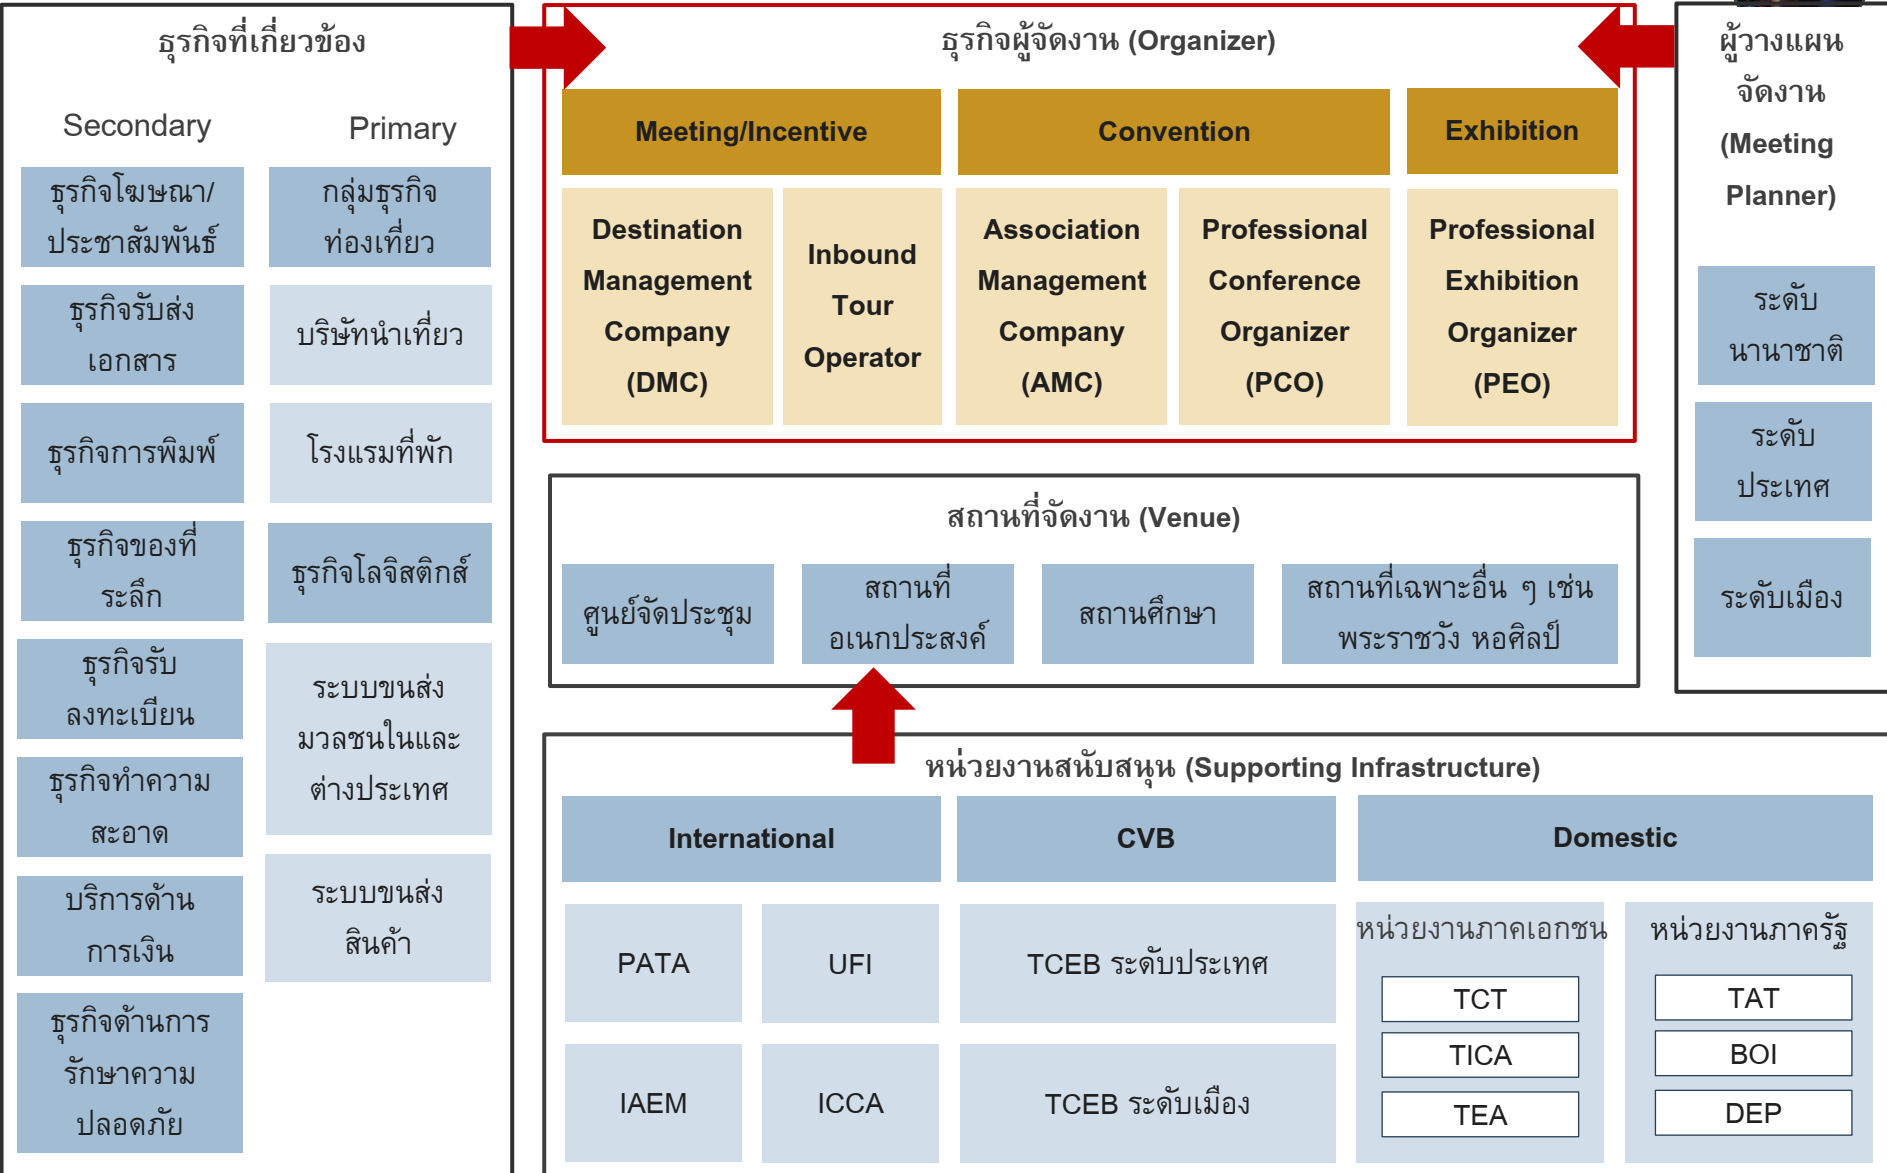 ธุรกิจที่เกี่ยวข้อง
Secondary
Primary
ธุรกิจโฆษณา/
ประชาสัมพันธ์
ธุรกิจรับส่ง
เอกสาร
ธุรกิจการพิมพ์
ธุรกิจของที่
ระลึก
ธุรกิจรับ
ลงทะเบียน
ธุรกิจทำความ
สะอาด
บริการด้าน
การเงิน
ธุรกิจด้านการ
รักษาความ
ปลอดภัย
กลุ่มธุรกิจ
ท่องเที่ยว
บริษัทนำเที่ยว
โรงแรมที่พัก
ธุรกิจโลจิสติกส์
ระบบขนส่ง
มวลชนในและ
ต่างประเทศ
ระบบขนส่ง
สินค้า
ธุรกิจผู้จัดงาน (Organizer)
Meeting/Incentive
Convention
Exhibition
Destination
Management
Company
(DMC)
Inbound
Tour
Operator
Association
Management
Company
(AMC)
Professional
Conference
Organizer
(PCO)
Professional
Exhibition
Organizer
(PEO)
สถานที่จัดงาน (Venue)
ศูนย์จัดประชุม
สถานที่
อเนกประสงค์
สถานศึกษา
สถานที่เฉพาะอื่น ๆ เช่น
พระราชวัง หอศิลป์
หน่วยงานสนับสนุน (Supporting Infrastructure)
International
CVB
Domestic
PATA
UFI
IAEM
ICCA
TCEB ระดับประเทศ
TCEB ระดับเมือง
หน่วยงานภาคเอกชน
TCT
TICA
TEA
หน่วยงานภาครัฐ
TAT
BOI
DEP
ผู้วางแผน
จัดงาน
(Meeting
Planner)
ระดับ
นานาชาติ
ระดับ
ประเทศ
ระดับเมือง